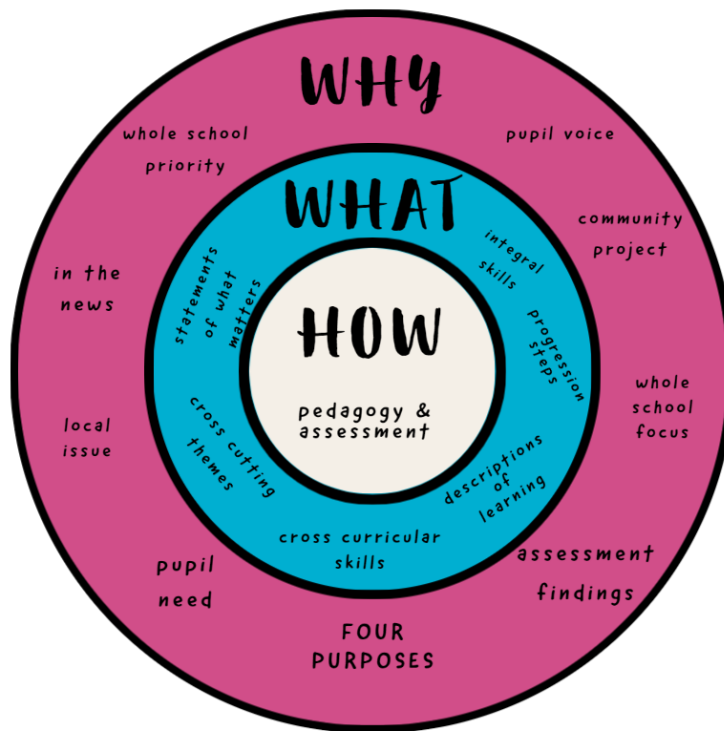 WHY
whole school
priority
pupil voice
community
project
in the
news
whole
school
focus
local
issue
assessment
findings
pupil
need
FOUR
PURPOSES
WHAT
integral
skills
statements
of what
matters
progression
steps
cross cutting
themes
descriptions
of
learning
cross curricular
skills
HOW
pedagogy &
assessment